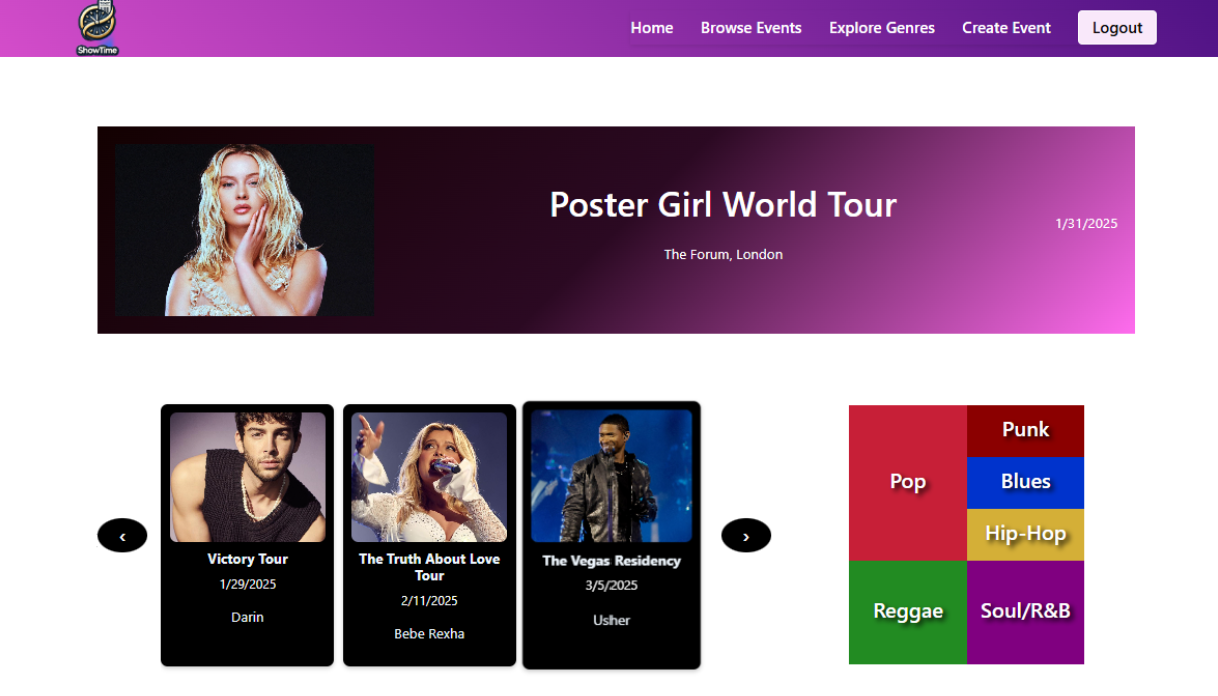 ShowTime
Home
Browse Events
Explore Genres
Create Event
Logout
Poster Girl World Tour
The Forum, London
1/31/2025
‹
Victory Tour
1/29/2025
Darin
The Truth About Love
Tour
2/11/2025
Bebe Rexha
The Vegas Residency
3/5/2025
Usher
›
Pop
Punk
Blues
Hip-Hop
Reggae
Soul/R&B